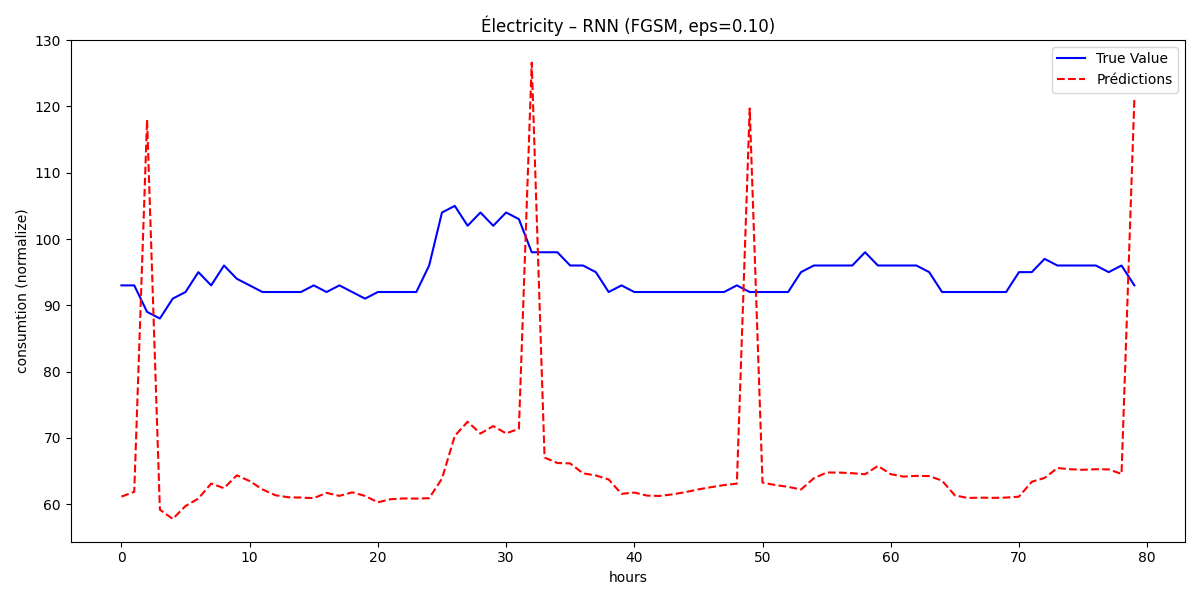 Électricity – RNN (FGSM, eps=0.10)
True Value
Prédictions
consumtion (normalize)
130
120
110
100
90
80
70
60
0 10 20 30 40 50 60 70 80
hours